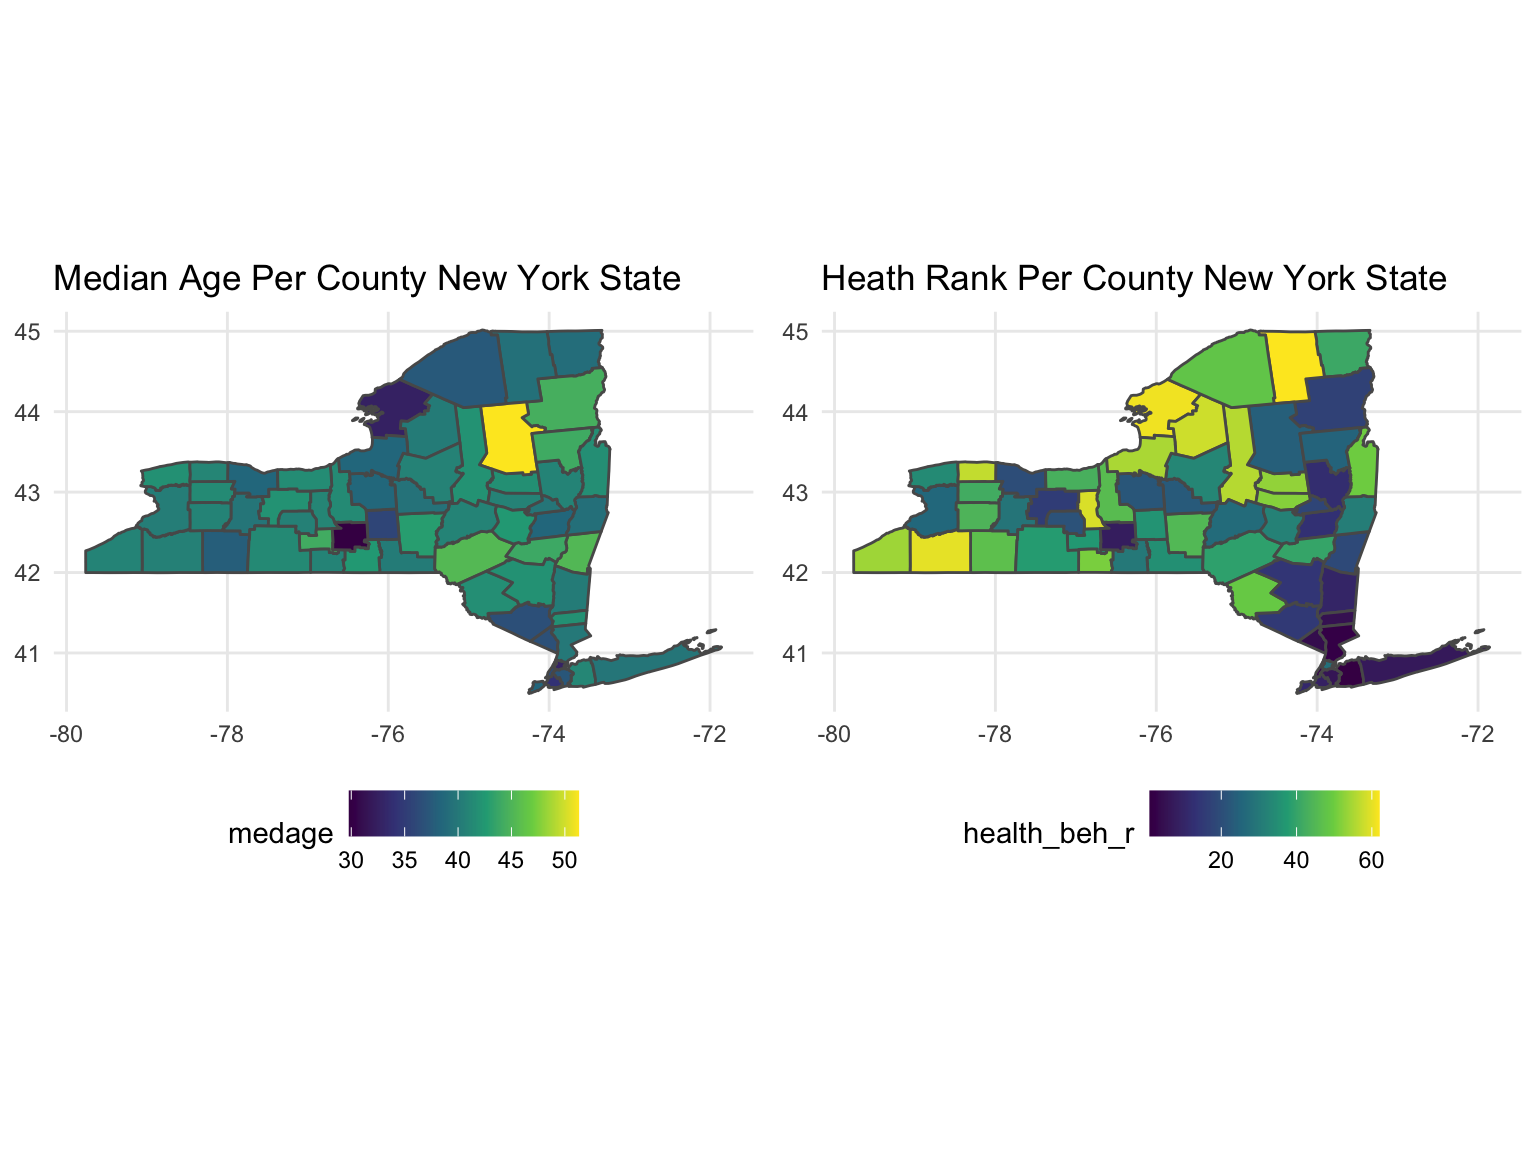 Median Age Per County New York State
45
44
43
42
41
-80 -78 -76 -74 -72
medage
30 35 40 45 50
Heath Rank Per County New York State
45
44
43
42
41
-80 -78 -76 -74 -72
health_beh_r
20 40 60